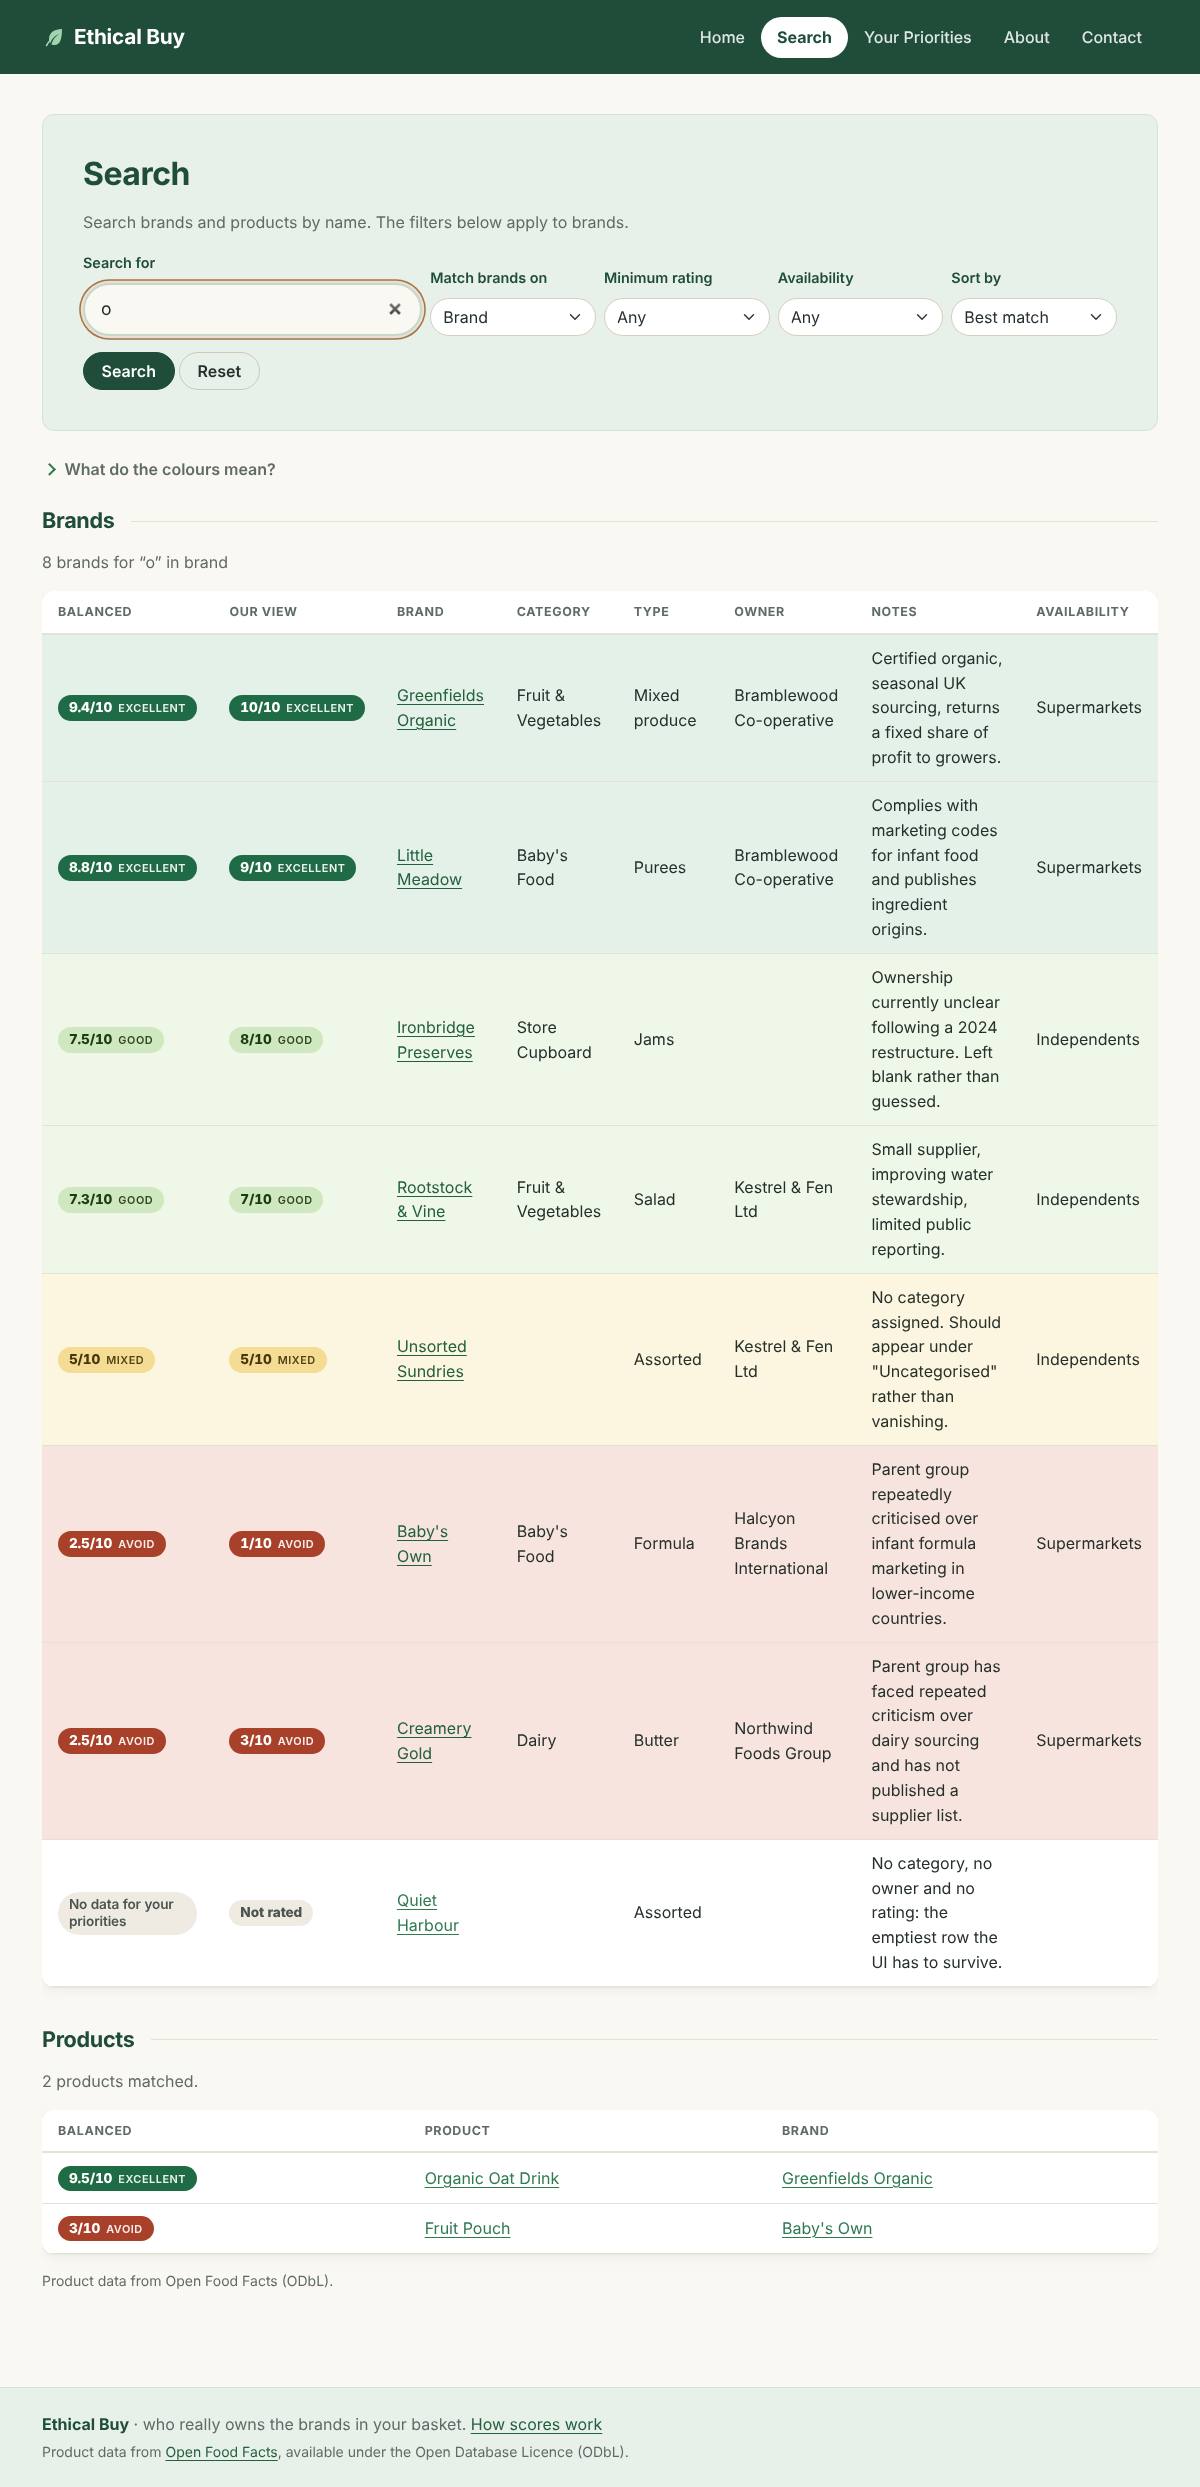 Ethical Buy
Home Search Your Priorities About Contact
Search
Search brands and products by name. The filters below apply to brands.
Search for
Match brands on Minimum rating Availability Sort by
o
Brand Any Any Best match
Search Reset
What do the colours mean?
Brands
8 brands for “o” in brand
BALANCED OUR VIEW BRAND CATEGORY TYPE OWNER NOTES AVAILABILITY
9.4/10 EXCELLENT
10/10 EXCELLENT
Greenfields
Organic
Fruit &
Vegetables
Mixed
produce
Bramblewood
Co-operative
Certified organic,
seasonal UK
sourcing, returns
a fixed share of
profit to growers.
Supermarkets
8.8/10 EXCELLENT
9/10 EXCELLENT
Little
Meadow
Baby's
Food
Purees
Bramblewood
Co-operative
Complies with
marketing codes
for infant food
and publishes
ingredient
origins.
Supermarkets
7.5/10 GOOD
8/10 GOOD
Ironbridge
Preserves
Store
Cupboard
Jams
Ownership
currently unclear
following a 2024
restructure. Left
blank rather than
guessed.
Independents
7.3/10 GOOD
7/10 GOOD
Rootstock
& Vine
Fruit &
Vegetables
Salad
Kestrel & Fen
Ltd
Small supplier,
improving water
stewardship,
limited public
reporting.
Independents
5/10 MIXED
5/10 MIXED
Unsorted
Sundries
Assorted
Kestrel & Fen
Ltd
No category
assigned. Should
appear under
"Uncategorised"
rather than
vanishing.
Independents
2.5/10 AVOID
1/10 AVOID
Baby's
Own
Baby's
Food
Formula
Halcyon
Brands
International
Parent group
repeatedly
criticised over
infant formula
marketing in
lower-income
countries.
Supermarkets
2.5/10 AVOID
3/10 AVOID
Creamery
Gold
Dairy
Butter
Northwind
Foods Group
Parent group has
faced repeated
criticism over
dairy sourcing
and has not
published a
supplier list.
Supermarkets
No data for your
priorities
Not rated
Quiet
Harbour
Assorted
No category, no
owner and no
rating: the
emptiest row the
UI has to survive.
Products
2 products matched.
BALANCED PRODUCT BRAND
9.5/10 EXCELLENT Organic Oat Drink Greenfields Organic
3/10 AVOID Fruit Pouch Baby's Own
Product data from Open Food Facts (ODbL).
Ethical Buy · who really owns the brands in your basket. How scores work
Product data from Open Food Facts, available under the Open Database Licence (ODbL).